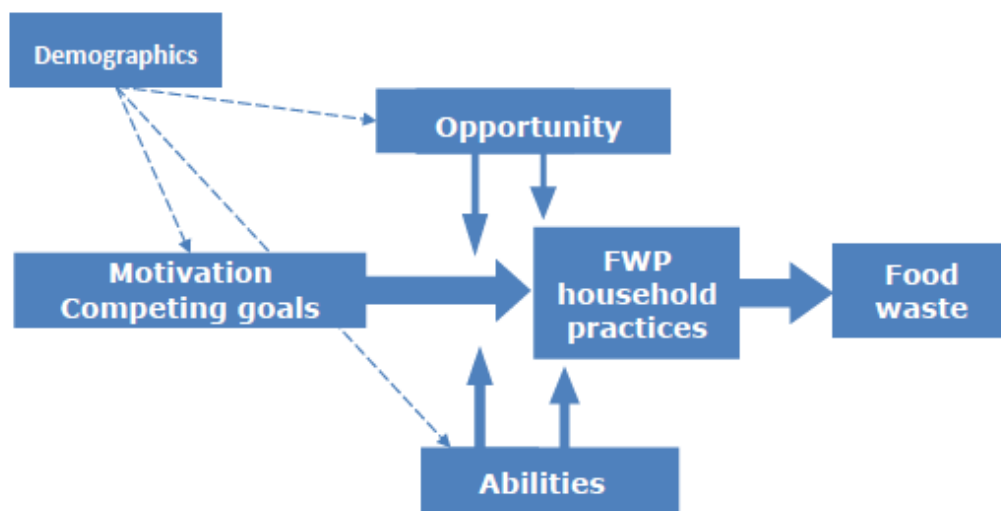 Demographics
Opportunity
Motivation
Competing goals
FWP
household
practices
Food
waste
Abilities